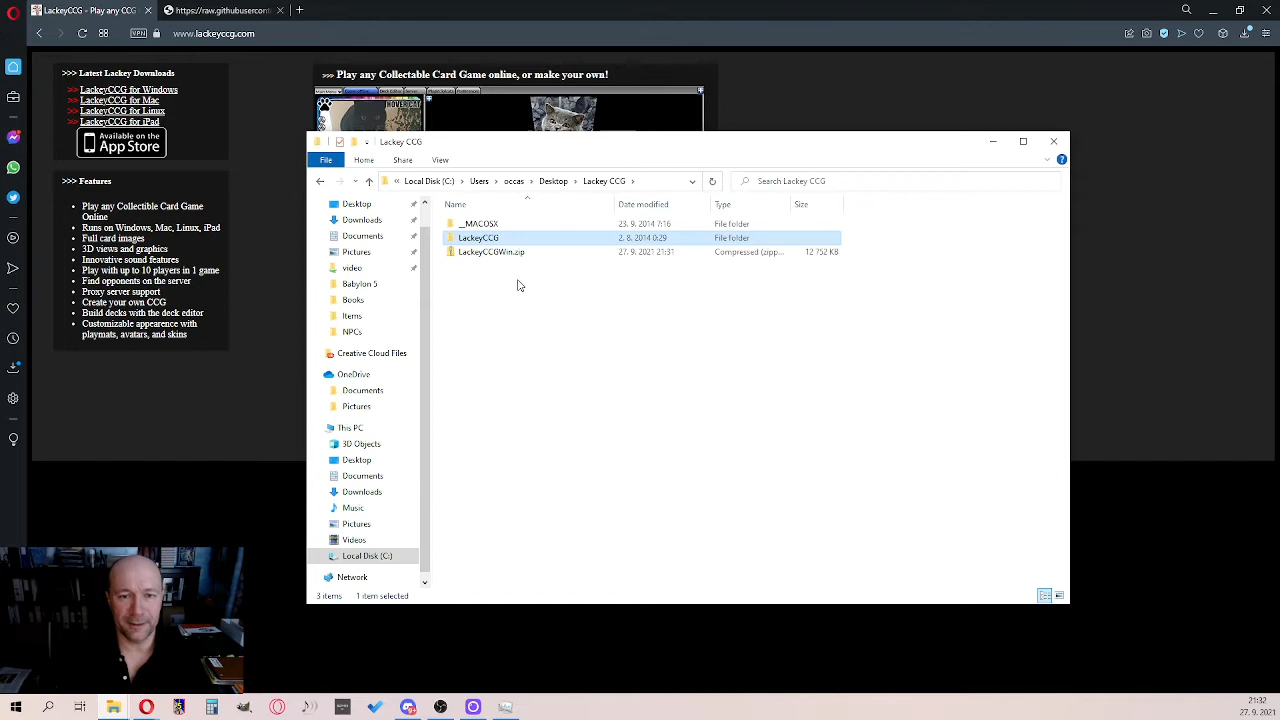 LackeyCCG - Play any CCG
https://raw.githubusercont
VPN
www.lackeyccg.com
>>> Latest Lackey Downloads
>> LackeyCCG for Windows
>> LackeyCCG for Mac
>> LackeyCCG for Linux
>> LackeyCCG for iPad
Available on the
App Store
>>> Features
Play any Collectible Card Game
Online
Runs on Windows, Mac, Linux, iPad
Full card images
3D views and graphics
Innovative sound features
Play with up to 10 players in 1 game
Find opponents on the server
Proxy server support
Create your own CCG
Build decks with the deck editor
Customizable appearance with
playmats, avatars, and skins
>>> Play any Collectable Card Game online, or make your own!
Lackey CCG
File
Home
Share
View
Local Disk (C:)
Users
occas
Desktop
Lackey CCG
Search Lackey CCG
Name
Date modified
Type
Size
__MACOSX
23. 9. 2014 7:16
File folder
LackeyCCG
2. 8. 2014 0:29
File folder
LackeyCCGWin.zip
27. 9. 2021 21:31
Compressed (zipp...
12 752 KB
Desktop
Downloads
Documents
Pictures
video
Babylon 5
Books
Items
NPCs
Creative Cloud Files
OneDrive
Documents
Pictures
This PC
3D Objects
Desktop
Documents
Downloads
Music
Pictures
Videos
Local Disk (C:)
Network
3 items
1 item selected
21:32
27. 9. 2021